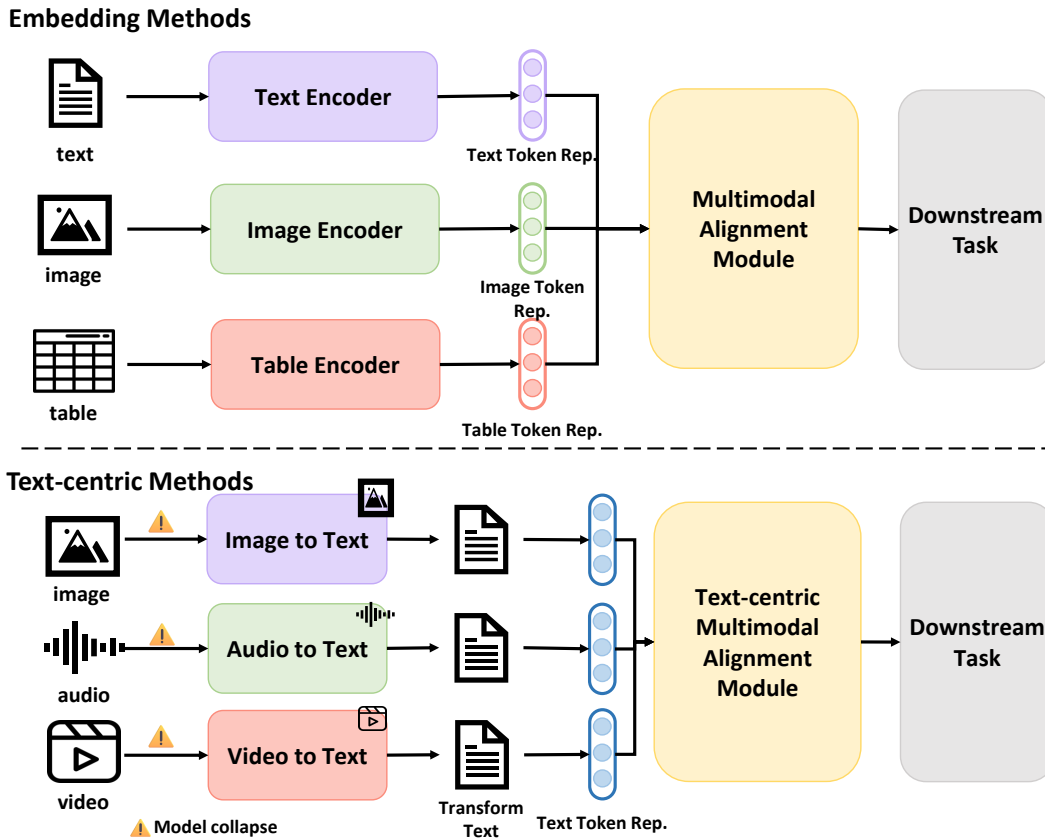 Embedding Methods
text
Text Encoder
Text Token Rep.
image
Image Encoder
Image Token
Rep.
table
Table Encoder
Table Token Rep.
Multimodal
Alignment
Module
Downstream
Task
Text-centric Methods
image
Image to Text
audio
Audio to Text
video
Video to Text
Transform
Text
Text Token Rep.
Text-centric
Multimodal
Alignment
Module
Downstream
Task
Model collapse